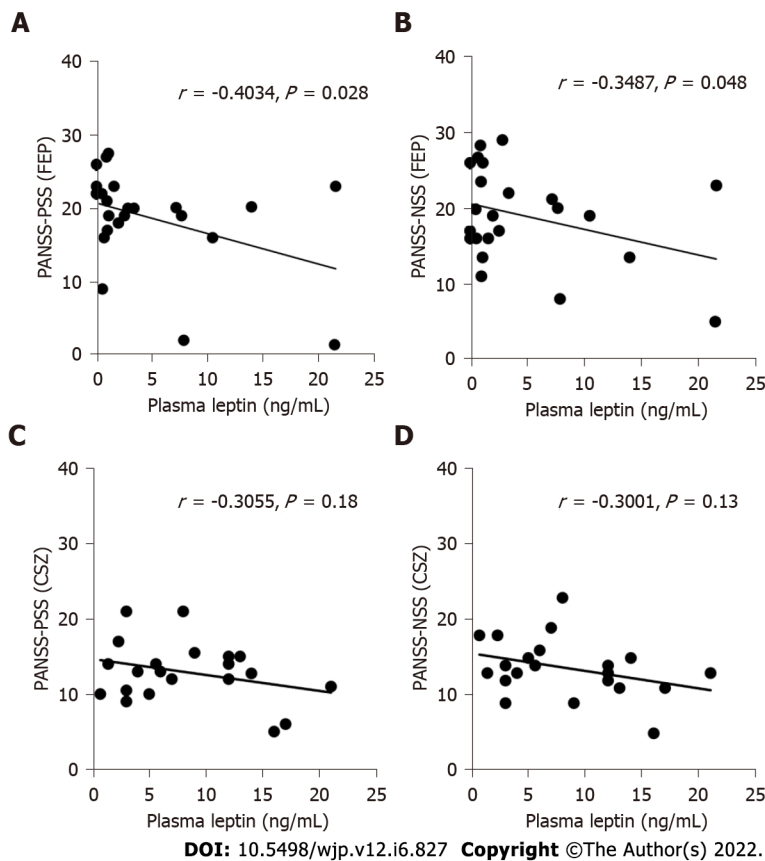 A
r = -0.4034, P = 0.028
PANSS-PSS (FEP)
40
30
20
10
0
0 5 10 15 20 25
Plasma leptin (ng/mL)
B
r = -0.3487, P = 0.048
PANSS-NSS (FEP)
40
30
20
10
0
0 5 10 15 20 25
Plasma leptin (ng/mL)
C
r = -0.3055, P = 0.18
PANSS-PSS (CSZ)
40
30
20
10
0
0 5 10 15 20 25
Plasma leptin (ng/mL)
D
r = -0.3001, P = 0.13
PANSS-NSS (CSZ)
40
30
20
10
0
0 5 10 15 20 25
Plasma leptin (ng/mL)
DOI: 10.5498/wjp.v12.i6.827 Copyright ©The Author(s) 2022.